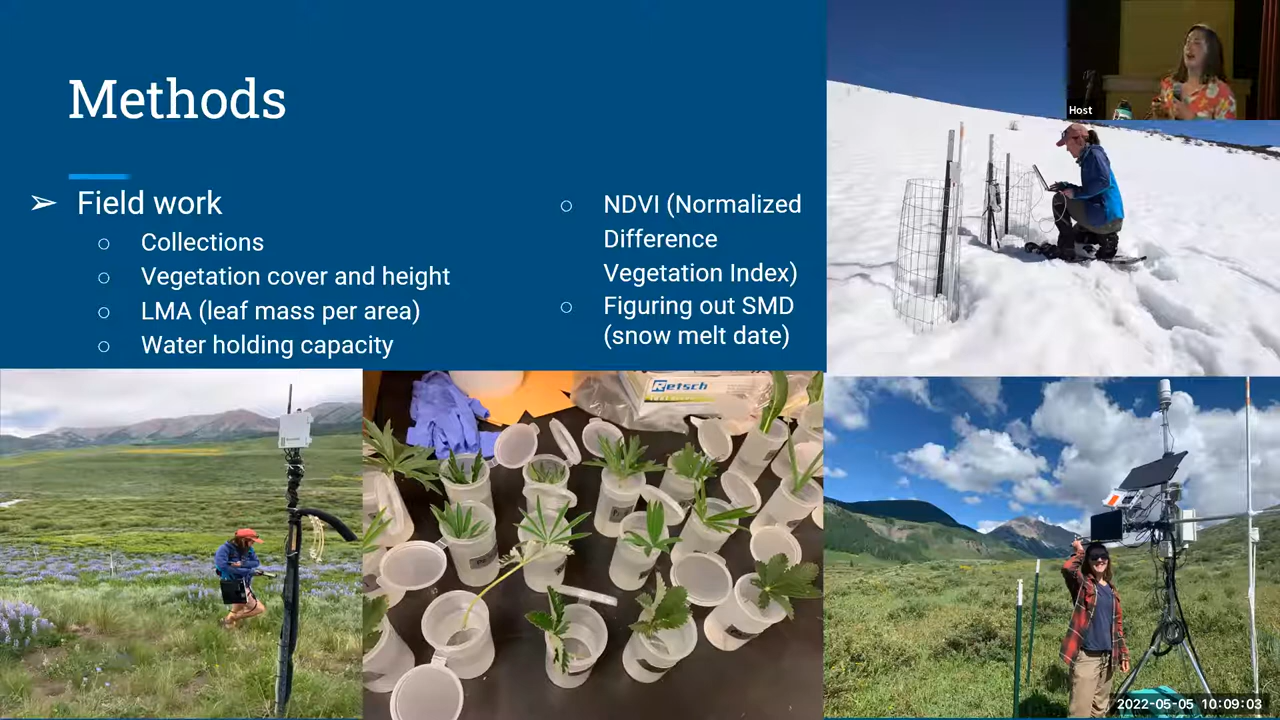 Methods
➢ Field work
○ Collections
○ Vegetation cover and height
○ LMA (leaf mass per area)
○ Water holding capacity
○ NDVI (Normalized
Difference
Vegetation Index)
○ Figuring out SMD
(snow melt date)
Host
Retsch
2022-05-05 10:09:03